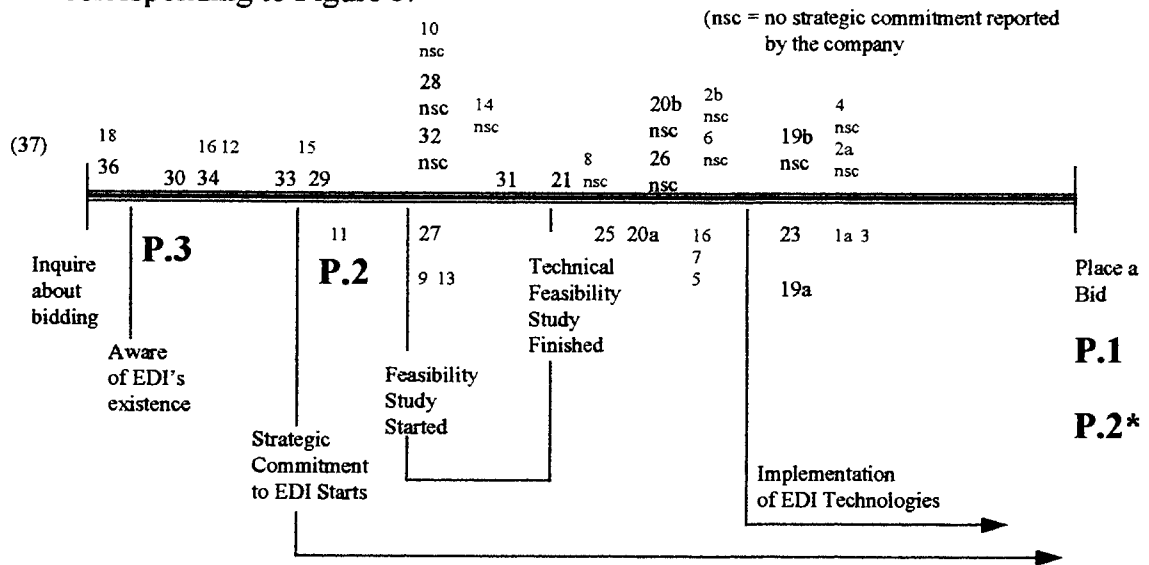 corresponding to Figure
(nsc = no strategic commitment reported
by the company
10
nsc
28
nsc
32
nsc
14
nsc
20b
nsc
26
nsc
2b
nsc
6
nsc
4
nsc
2a
nsc
19b
nsc
8
nsc
(37)
18
36
16 12
30 34
15
33 29
31
21
Inquire
about
bidding
P.3
Aware
of EDI's
existence
11
P.2
Strategic
Commitment
to EDI Starts
27
9 13
Feasibility
Study
Started
Technical
Feasibility
Study
Finished
25 20a
16
7
5
23
19a
1a 3
Implementation
of EDI Technologies
Place a
Bid
P.1
P.2*